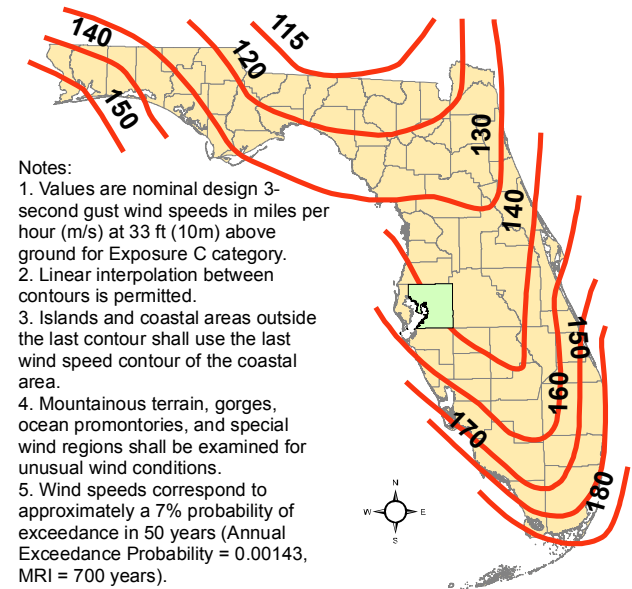 140
120
115
150
130
140
150
160
170
180
Notes:
1. Values are nominal design 3-
second gust wind speeds in miles per
hour (m/s) at 33 ft (10m) above
ground for Exposure C category.
2. Linear interpolation between
contours is permitted.
3. Islands and coastal areas outside
the last contour shall use the last
wind speed contour of the coastal
area.
4. Mountainous terrain, gorges,
ocean promontories, and special
wind regions shall be examined for
unusual wind conditions.
5. Wind speeds correspond to
approximately a 7% probability of
exceedance in 50 years (Annual
Exceedance Probability = 0.00143,
MRI = 700 years).
N
W E
S